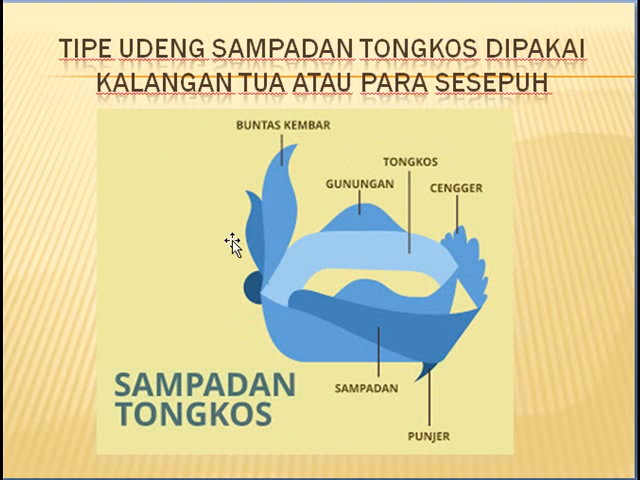 TIPE UDENG SAMPADAN TONGKOS DIPAKAI
KALANGAN TUA ATAU PARA SESEPUH
BUNTAS KEMBAR
TONGKOS
GUNUNGAN
CENGGER
SAMPADAN
PUNJER
SAMPADAN
TONGKOS